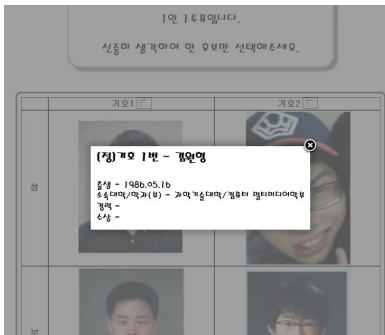 1인 1투표입니다.
신중히 생각하여 한 후보만 선택해주세요.
기호1
기호2
정
(정)기호 1번 - 김원형
출생 - 1986.05.16
소속대학/학과(부) - 과학기술대학/컴퓨터 멀티미디어학부
경력 -
수상 -
부